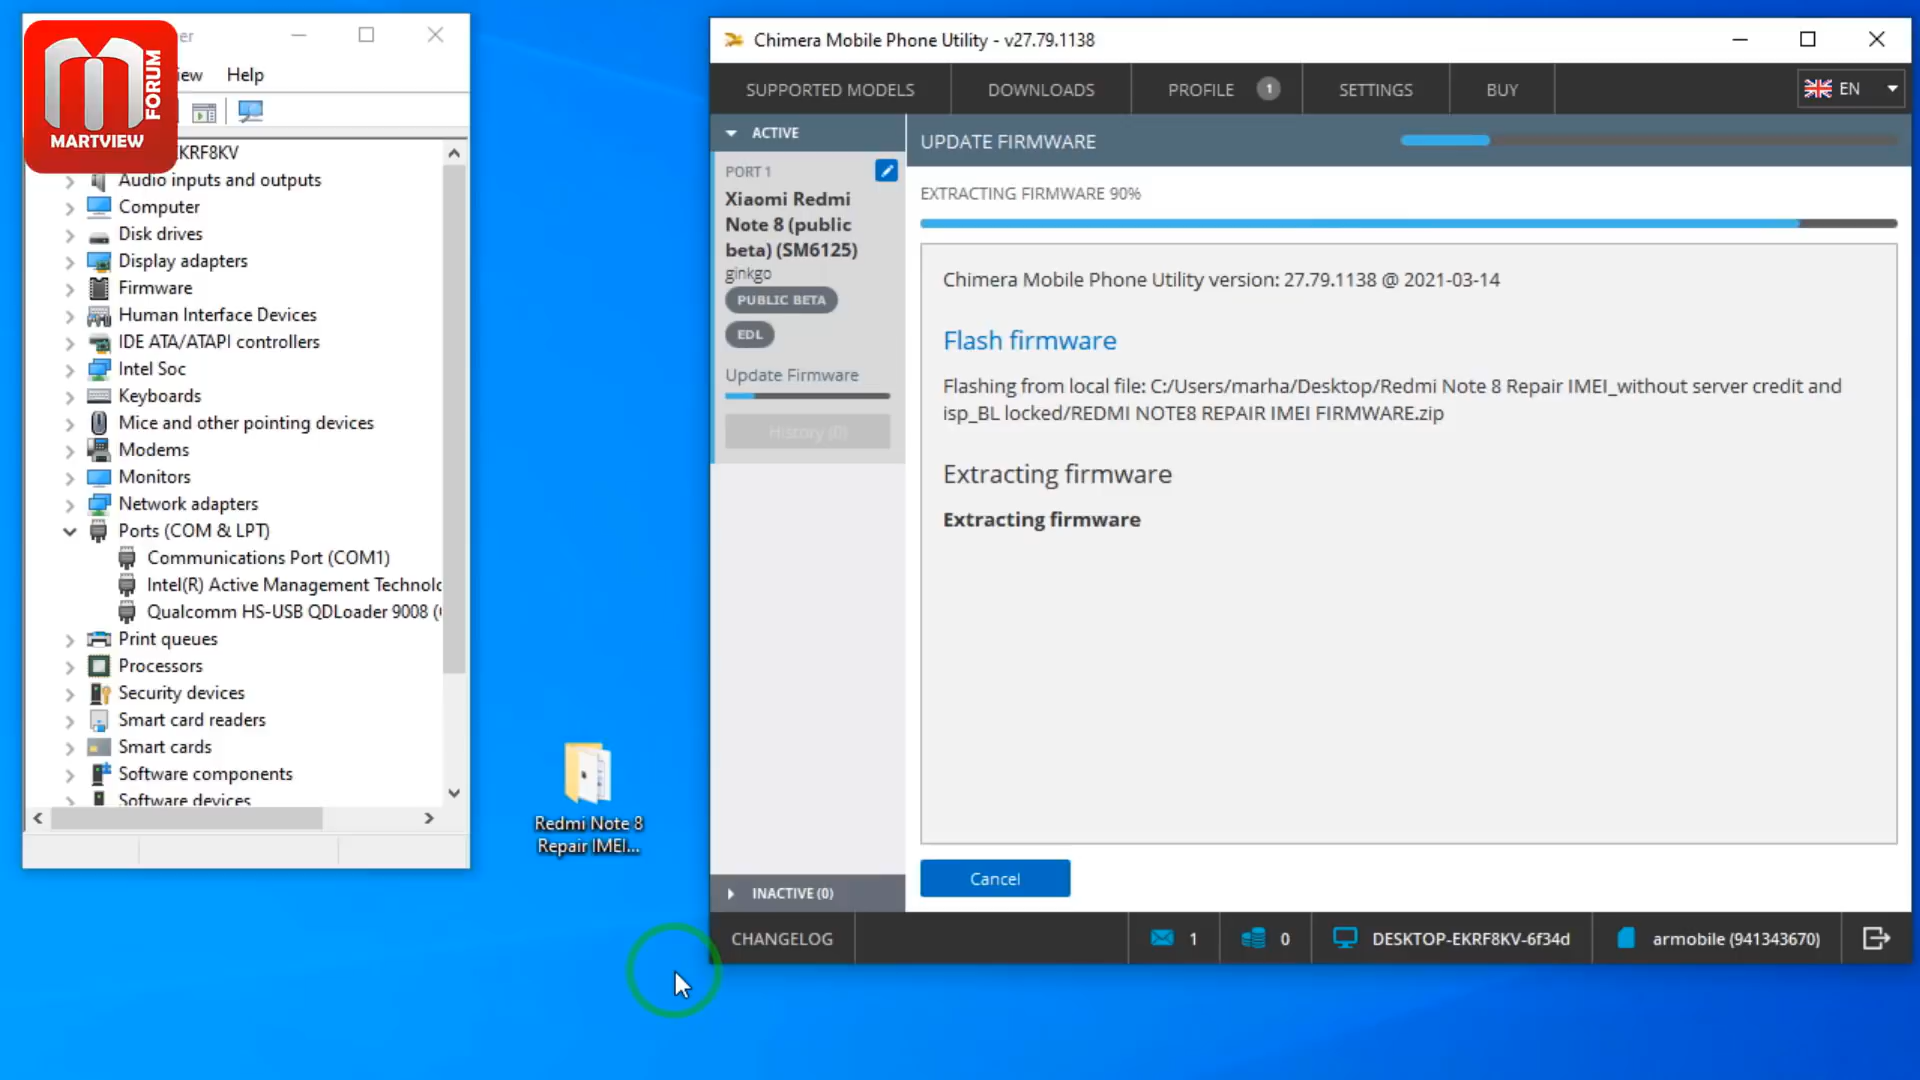 er
iew
Help
MARTVIEW
FORUM
KRF8KV
Audio inputs and outputs
Computer
Disk drives
Display adapters
Firmware
Human Interface Devices
IDE ATA/ATAPI controllers
Intel Soc
Keyboards
Mice and other pointing devices
Modems
Monitors
Network adapters
Ports (COM & LPT)
Communications Port (COM1)
Intel(R) Active Management Technolo
Qualcomm HS-USB QDLoader 9008 (
Print queues
Processors
Security devices
Smart card readers
Smart cards
Software components
Software devices
Redmi Note 8
Repair IMEI...
Chimera Mobile Phone Utility - v27.79.1138
SUPPORTED MODELS
DOWNLOADS
PROFILE 1
SETTINGS
BUY
EN
ACTIVE
PORT 1
Xiaomi Redmi
Note 8 (public
beta) (SM6125)
ginkgo
PUBLIC BETA
EDL
Update Firmware
History (0)
INACTIVE (0)
UPDATE FIRMWARE
EXTRACTING FIRMWARE 90%
Chimera Mobile Phone Utility version: 27.79.1138 @ 2021-03-14
Flash firmware
Flashing from local file: C:/Users/marha/Desktop/Redmi Note 8 Repair IMEI_without server credit and
isp_BL locked/REDMI NOTE8 REPAIR IMEI FIRMWARE.zip
Extracting firmware
Extracting firmware
Cancel
CHANGELOG
1
0
DESKTOP-EKRF8KV-6f34d
armobile (941343670)